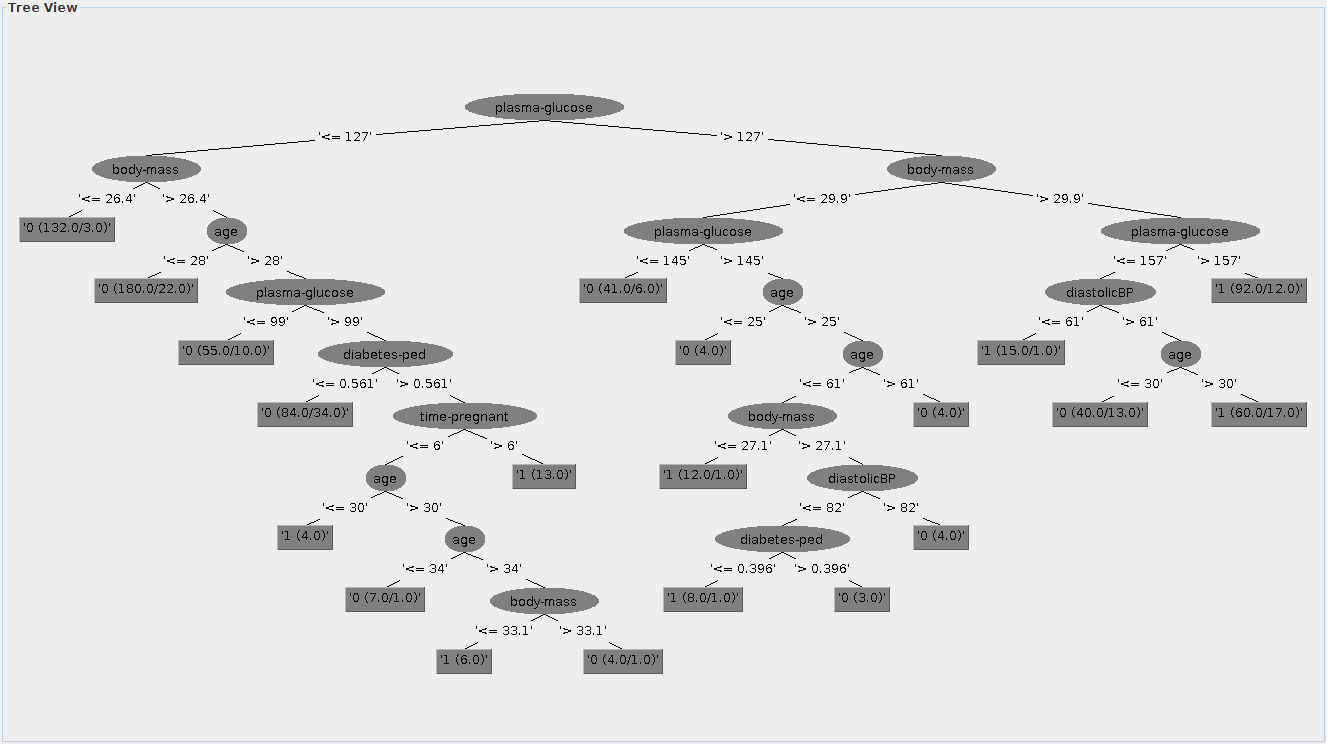 Tree View
plasma-glucose
'<= 127' '> 127'
body-mass body-mass
'<= 26.4' '> 26.4' '<= 29.9' '> 29.9'
'0 (132.0/3.0)' age plasma-glucose plasma-glucose
'<= 28' '> 28' '<= 145' '> 145' '<= 157' '> 157'
'0 (180.0/22.0)' plasma-glucose '0 (41.0/6.0)' age diastolicBP '1 (92.0/12.0)'
'<= 99' '> 99' '<= 25' '> 25' '<= 61' '> 61'
'0 (55.0/10.0)' diabetes-ped '0 (4.0)' age '1 (15.0/1.0)' age
'<= 0.561' '> 0.561' '<= 61' '> 61' '<= 30' '> 30'
'0 (84.0/34.0)' time-pregnant body-mass '0 (4.0)' '0 (40.0/13.0)' '1 (60.0/17.0)'
'<= 6' '> 6' '<= 27.1' '> 27.1'
age '1 (13.0)' '1 (12.0/1.0)' diastolicBP
'<= 30' '> 30' '<= 82' '> 82'
'1 (4.0)' age diabetes-ped '0 (4.0)'
'<= 34' '> 34' '<= 0.396' '> 0.396'
'0 (7.0/1.0)' body-mass '1 (8.0/1.0)' '0 (3.0)'
'<= 33.1' '> 33.1'
'1 (6.0)' '0 (4.0/1.0)'